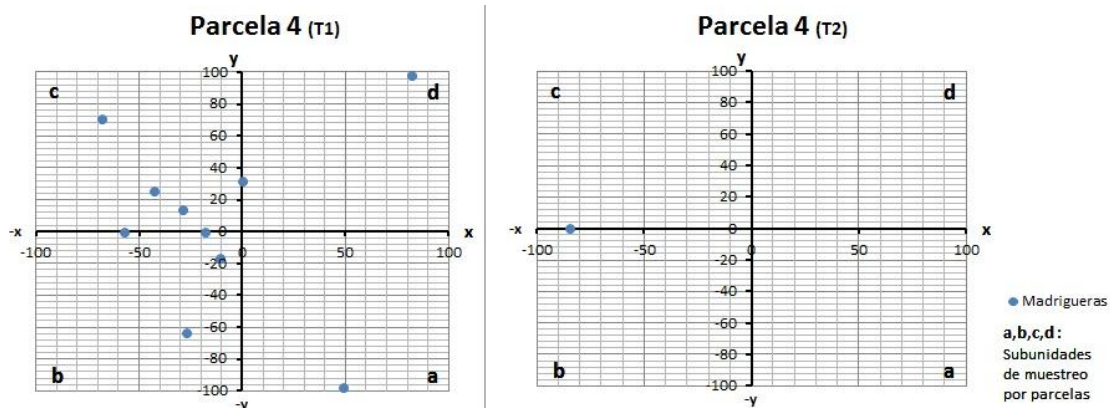 Parcela 4 (T1)
y
100
c
d
80
60
40
20
-x
0
x
-100
-50
0
50
100
-20
-40
-60
-80
b
a
-100
-y
Parcela 4 (T2)
y
100
c
d
80
60
40
20
-x
0
x
-100
-50
0
50
100
-20
-40
-60
-80
b
a
-100
-y
Madrigueras
a,b,c,d :
Subunidades
de muestreo
por parcelas